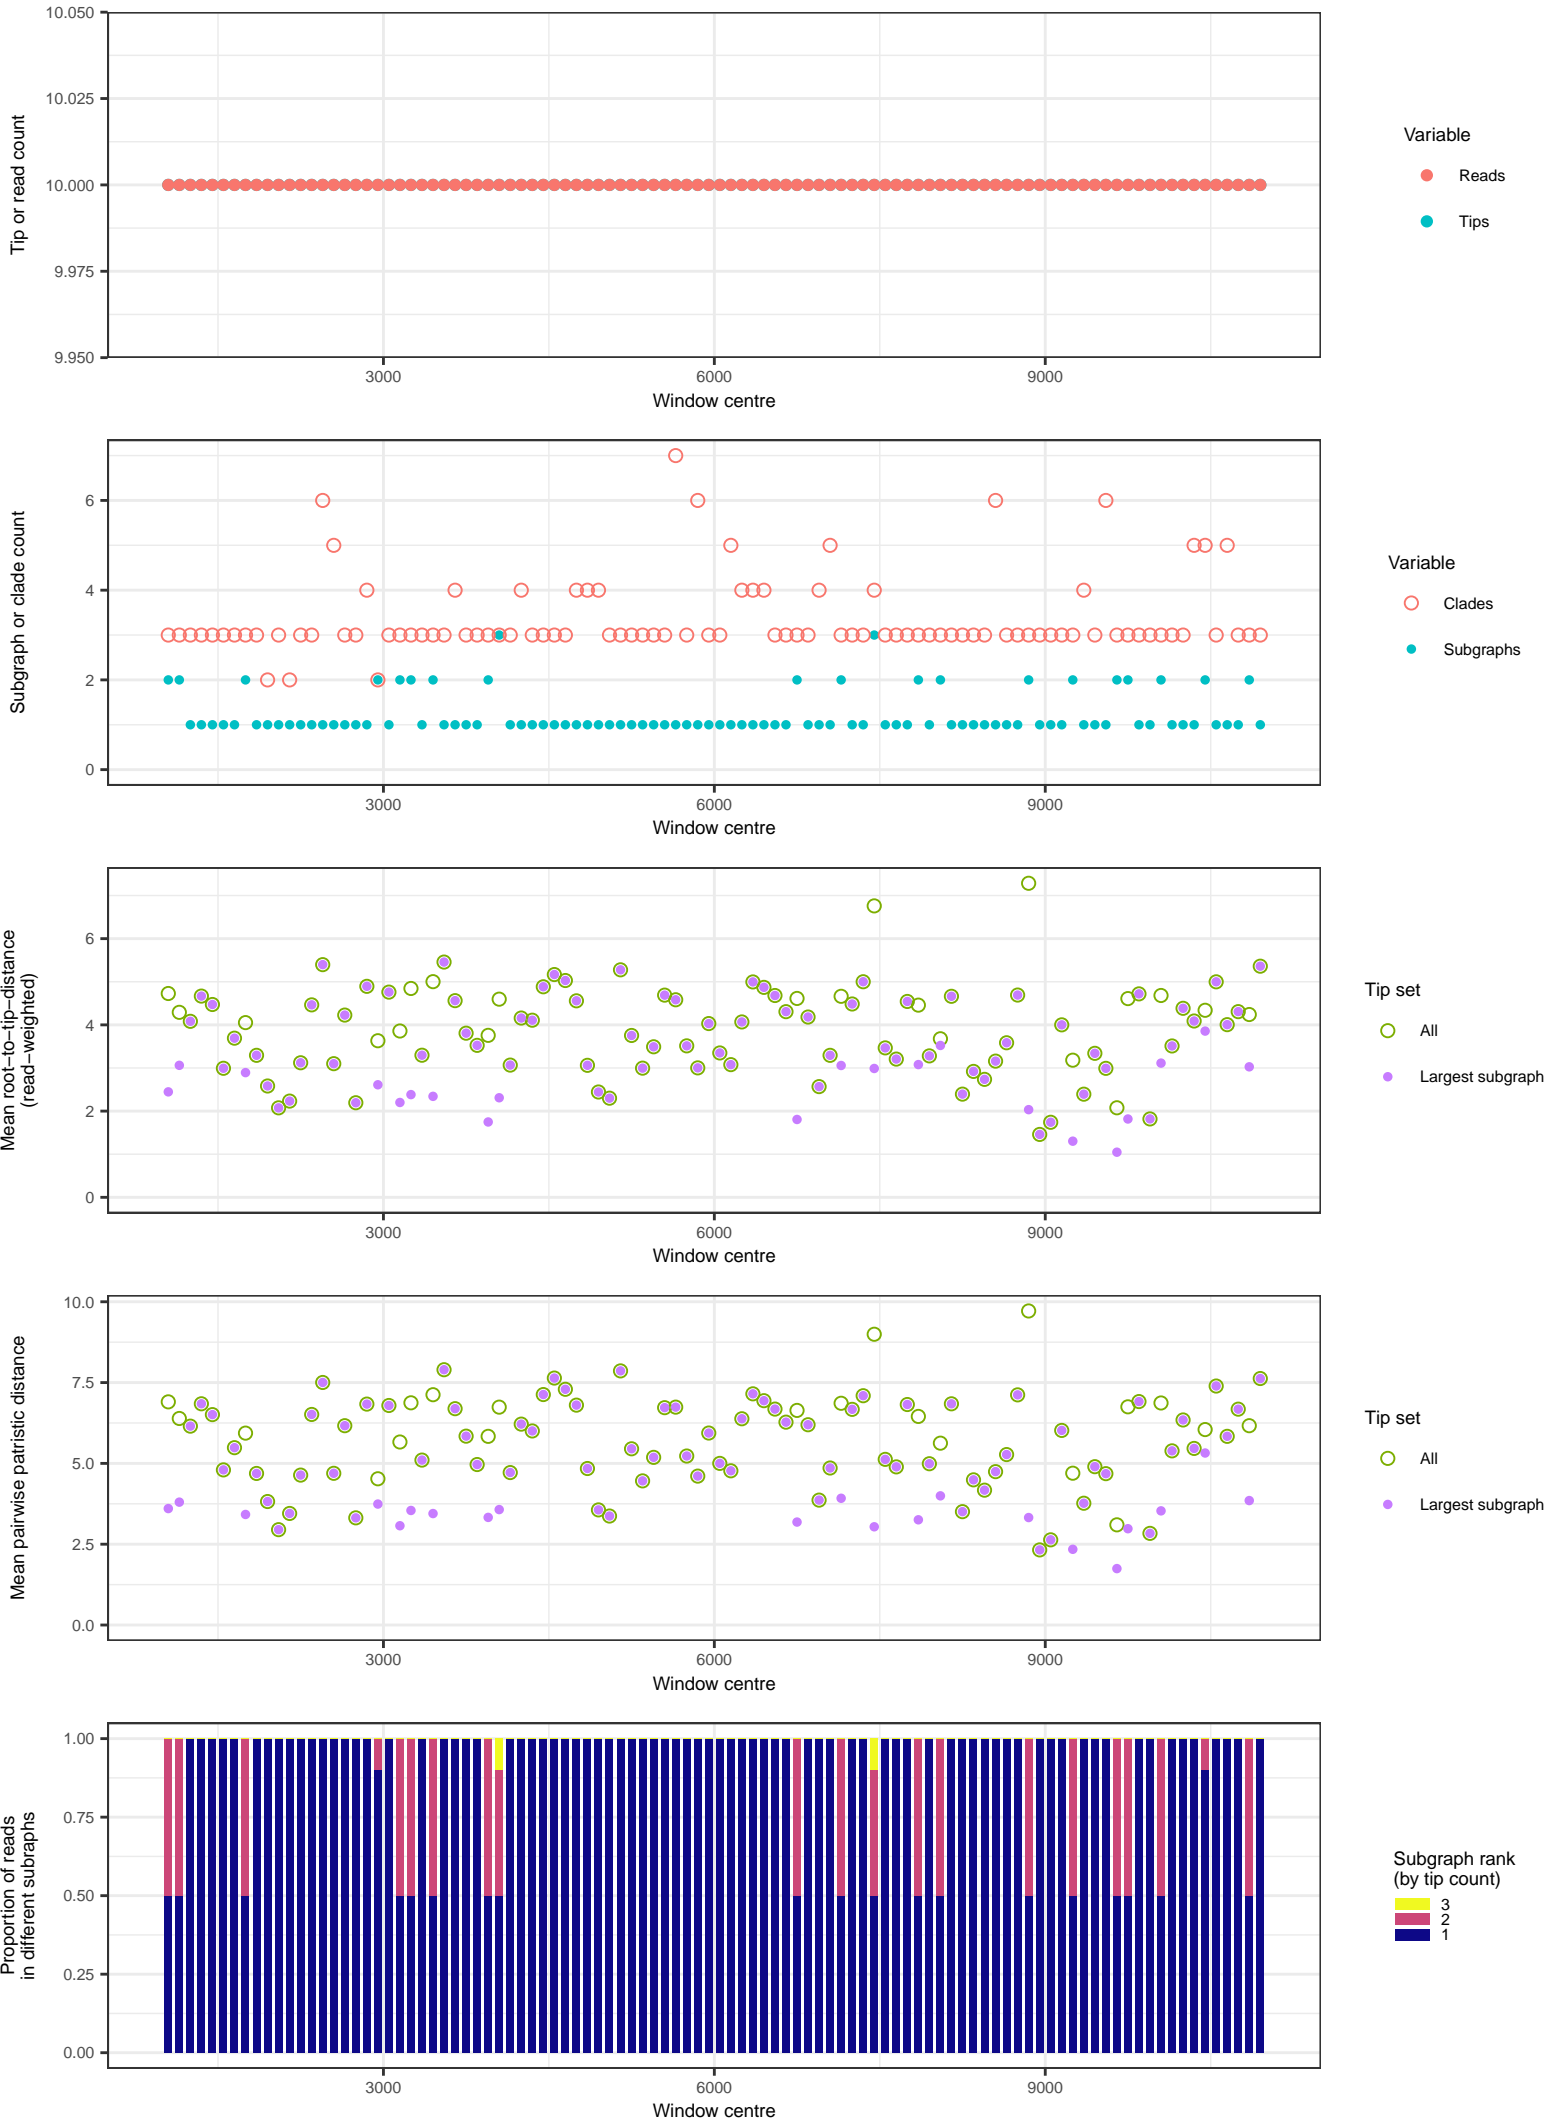 10.050
10.025
10.000
9.975
9.950
Tip or read count
3000 6000 9000
Window centre
Variable
Reads
Tips
6
4
2
0
Subgraph or clade count
3000 6000 9000
Window centre
Variable
Clades
Subgraphs
6
4
2
0
Mean root−to−tip−distance
(read−weighted)
3000 6000 9000
Window centre
Tip set
All
Largest subgraph
10.0
7.5
5.0
2.5
0.0
Mean pairwise patristic distance
3000 6000 9000
Window centre
Tip set
All
Largest subgraph
1.00
0.75
0.50
0.25
0.00
Proportion of reads
in different subraphs
3000 6000 9000
Window centre
Subgraph rank
(by tip count)
3
2
1